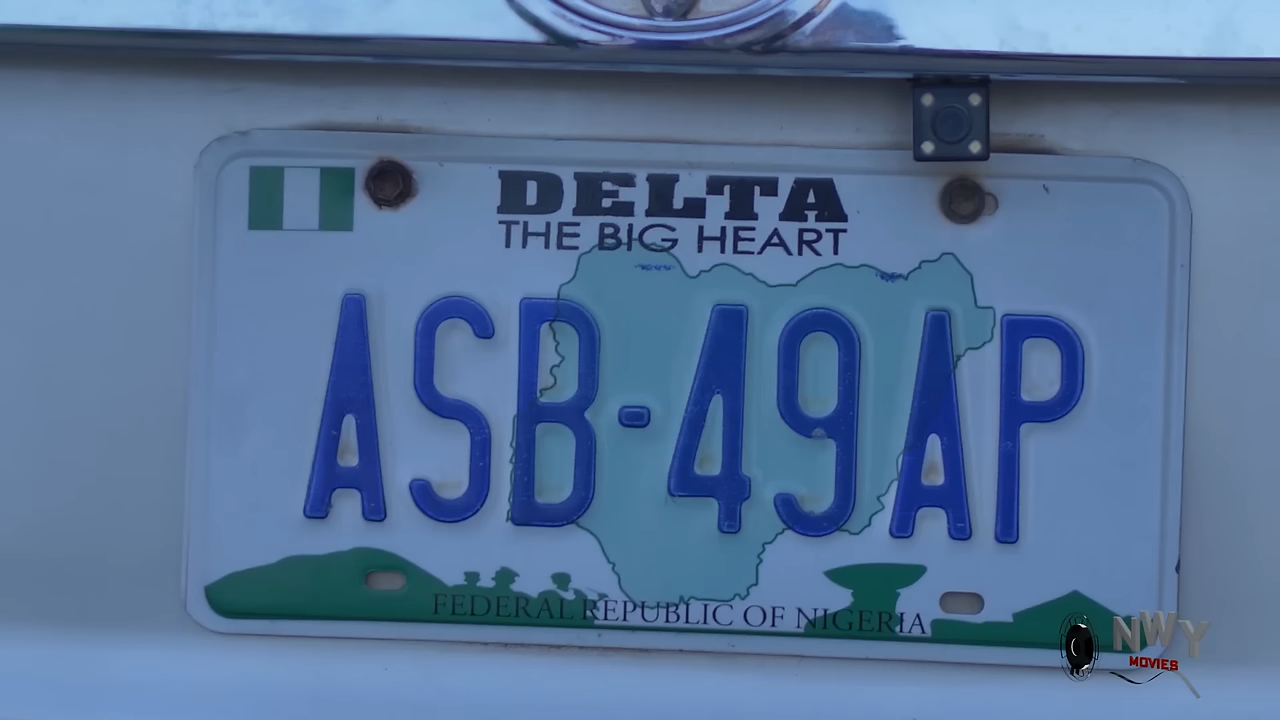 DELTA
THE BIG HEART
ASB-49AP
FEDERAL REPUBLIC OF NIGERIA
NWY
MOVIES